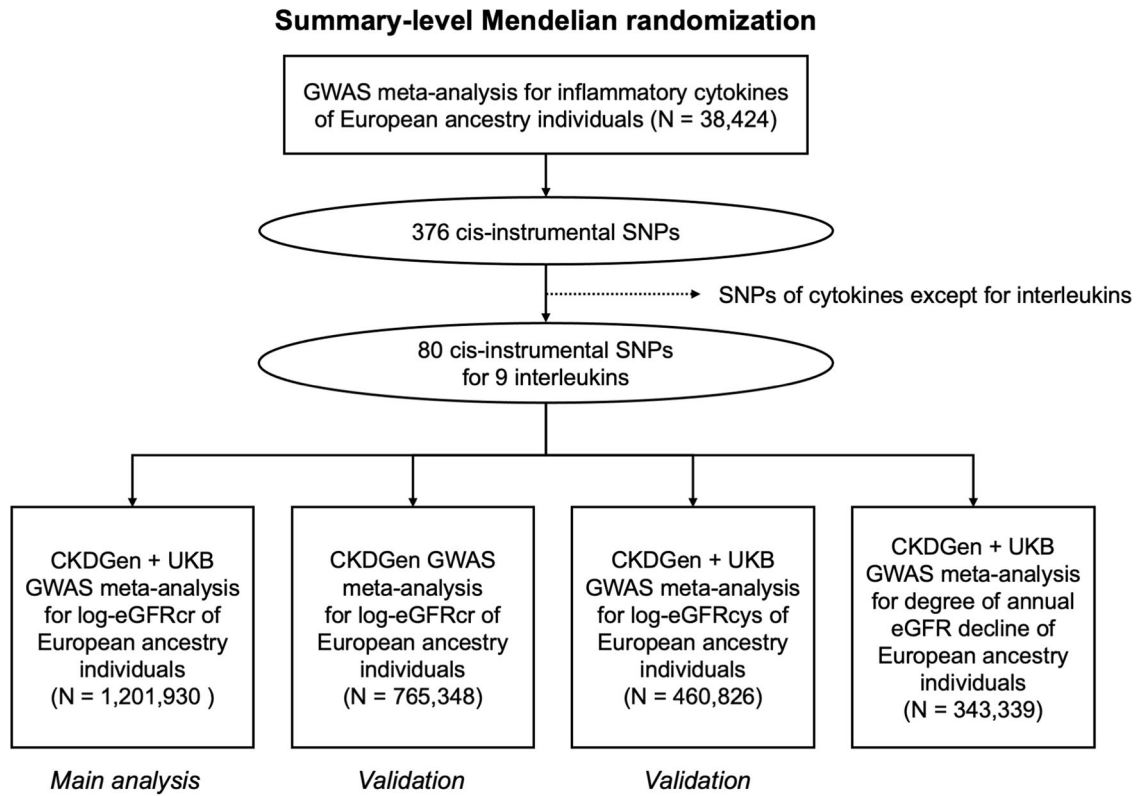 Summary-level Mendelian randomization
GWAS meta-analysis for inflammatory cytokines
of European ancestry individuals (N = 38,424)
376 cis-instrumental SNPs
SNPs of cytokines except for interleukins
80 cis-instrumental SNPs
for 9 interleukins
CKDGen + UKB
GWAS meta-analysis
for log-eGFRcr of
European ancestry
individuals
(N = 1,201,930 )
Main analysis
CKDGen GWAS
meta-analysis
for log-eGFRcr of
European ancestry
individuals
(N = 765,348)
Validation
CKDGen + UKB
GWAS meta-analysis
for log-eGFRcys of
European ancestry
individuals
(N = 460,826)
Validation
CKDGen + UKB
GWAS meta-analysis
for degree of annual
eGFR decline of
European ancestry
individuals
(N = 343,339)